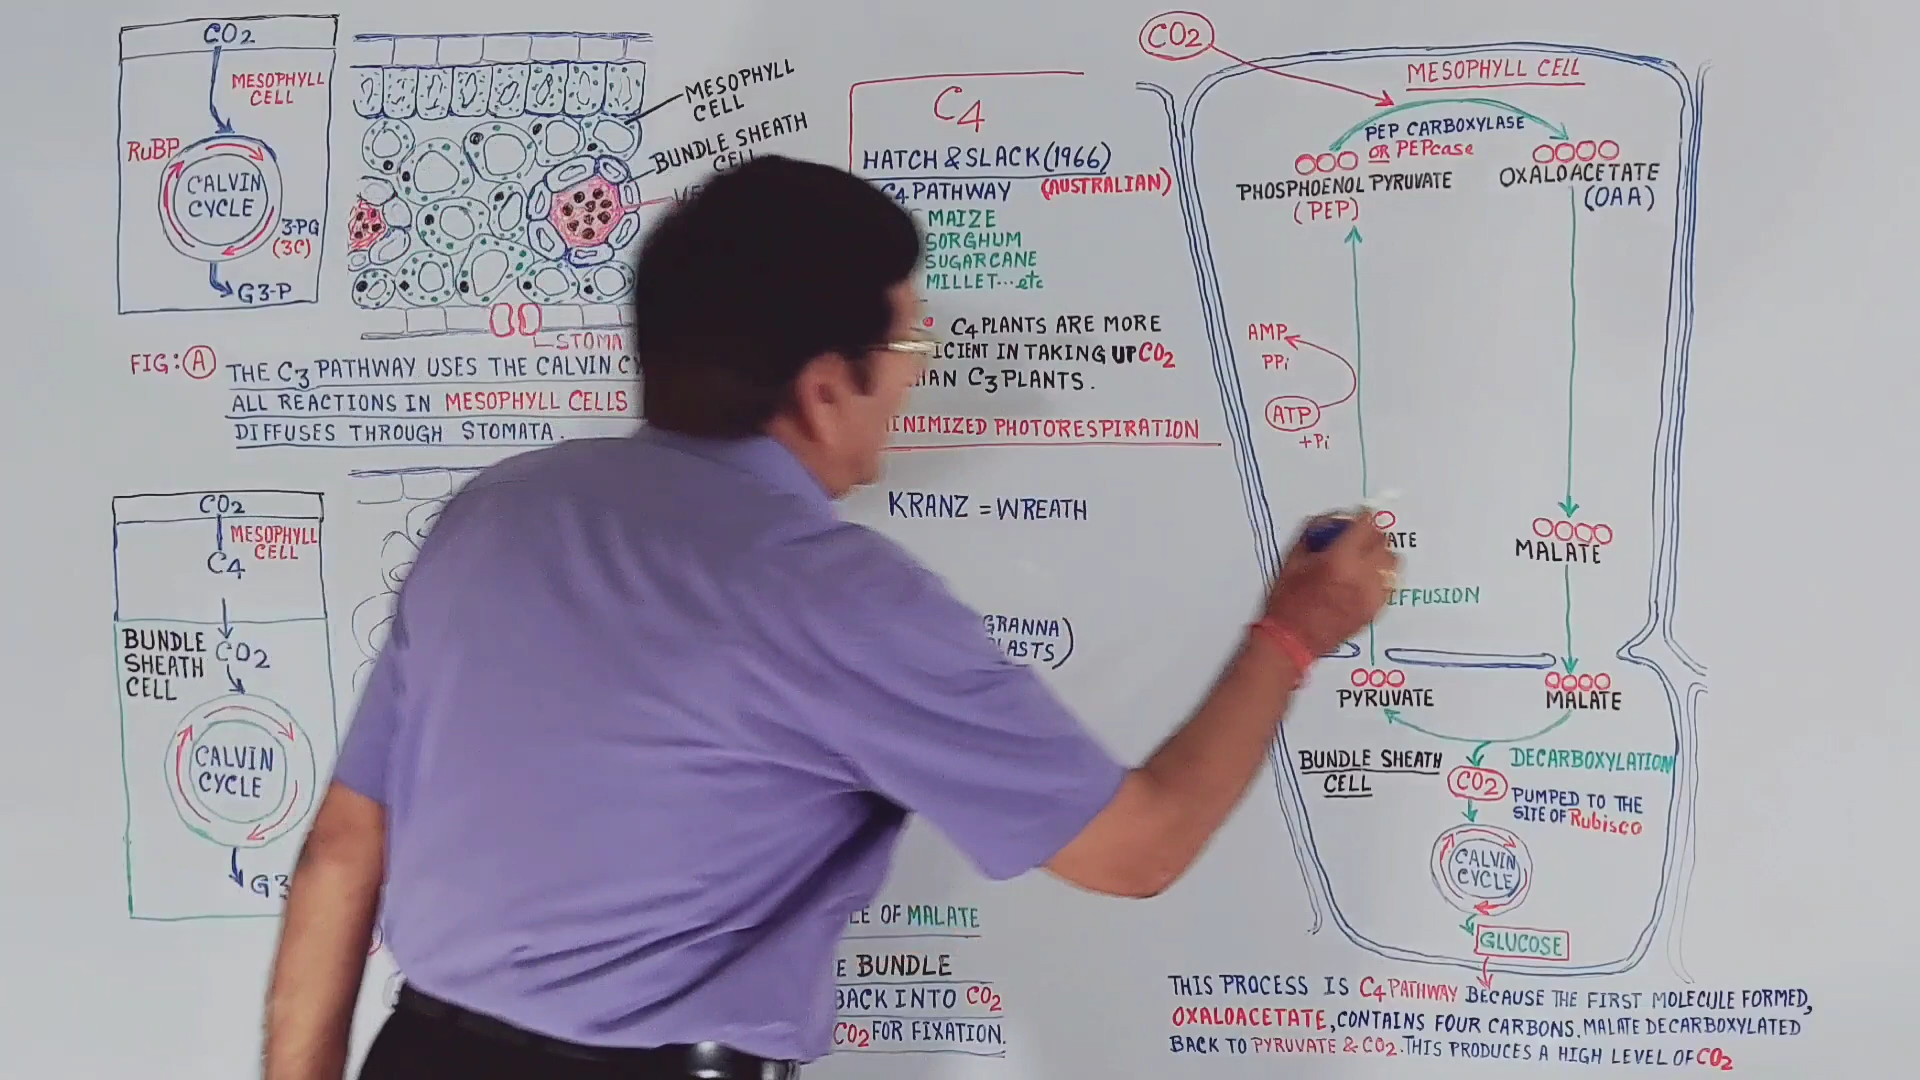 CO2
MESOPHYLL
CELL
RuBP
CALVIN
CYCLE
3-PG
(3C)
G3-P
MESOPHYLL
CELL
BUNDLE SHEATH
STOMA
FIG: A
THE C3 PATHWAY USES THE CALVIN
ALL REACTIONS IN MESOPHYLL CELLS
DIFFUSES THROUGH STOMATA.
CO2
MESOPHYLL
CELL
C4
BUNDLE
SHEATH
CELL
CO2
CALVIN
CYCLE
C4
HATCH & SLACK (1966)
C4 PATHWAY (AUSTRALIAN)
MAIZE
SORGHUM
SUGARCANE
MILLET...etc
C4 PLANTS ARE MORE
IN TAKING UP CO2
C3 PLANTS.
PHOTORESPIRATION
KRANZ = WREATH
GRANNA
OF MALATE
BUNDLE
BACK INTO CO2
CO2 FOR FIXATION.
CO2
MESOPHYLL CELL
PEP CARBOXYLASE
OR PEPcase
PHOSPHOENOL PYRUVATE
(PEP)
OXALOACETATE
(OAA)
AMP
PPi
ATP
+Pi
MALATE
PYRUVATE
MALATE
BUNDLE SHEATH
CELL
DECARBOXYLATION
CO2
PUMPED TO THE
SITE OF Rubisco
CALVIN
CYCLE
GLUCOSE
THIS PROCESS IS C4 PATHWAY BECAUSE THE FIRST MOLECULE FORMED,
OXALOACETATE, CONTAINS FOUR CARBONS. MALATE DECARBOXYLATED
BACK TO PYRUVATE & CO2. THIS PRODUCES A HIGH LEVEL OF CO2